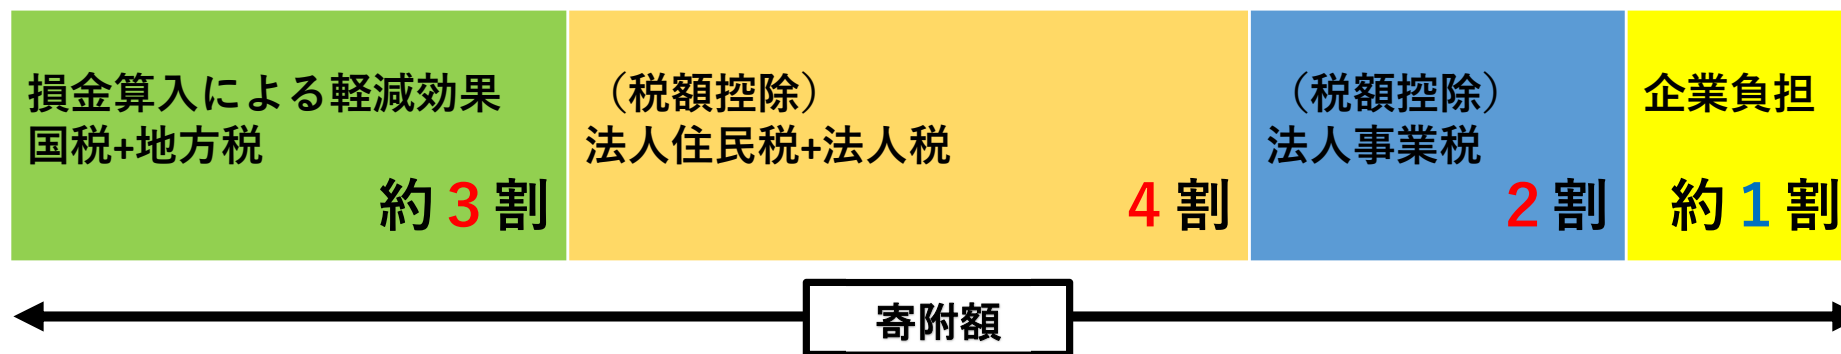 損金算入による軽減効果
国税+地方税
約3割
（税額控除）
法人住民税+法人税
4割
（税額控除）
法人事業税
2割
企業負担
約1割
寄附額